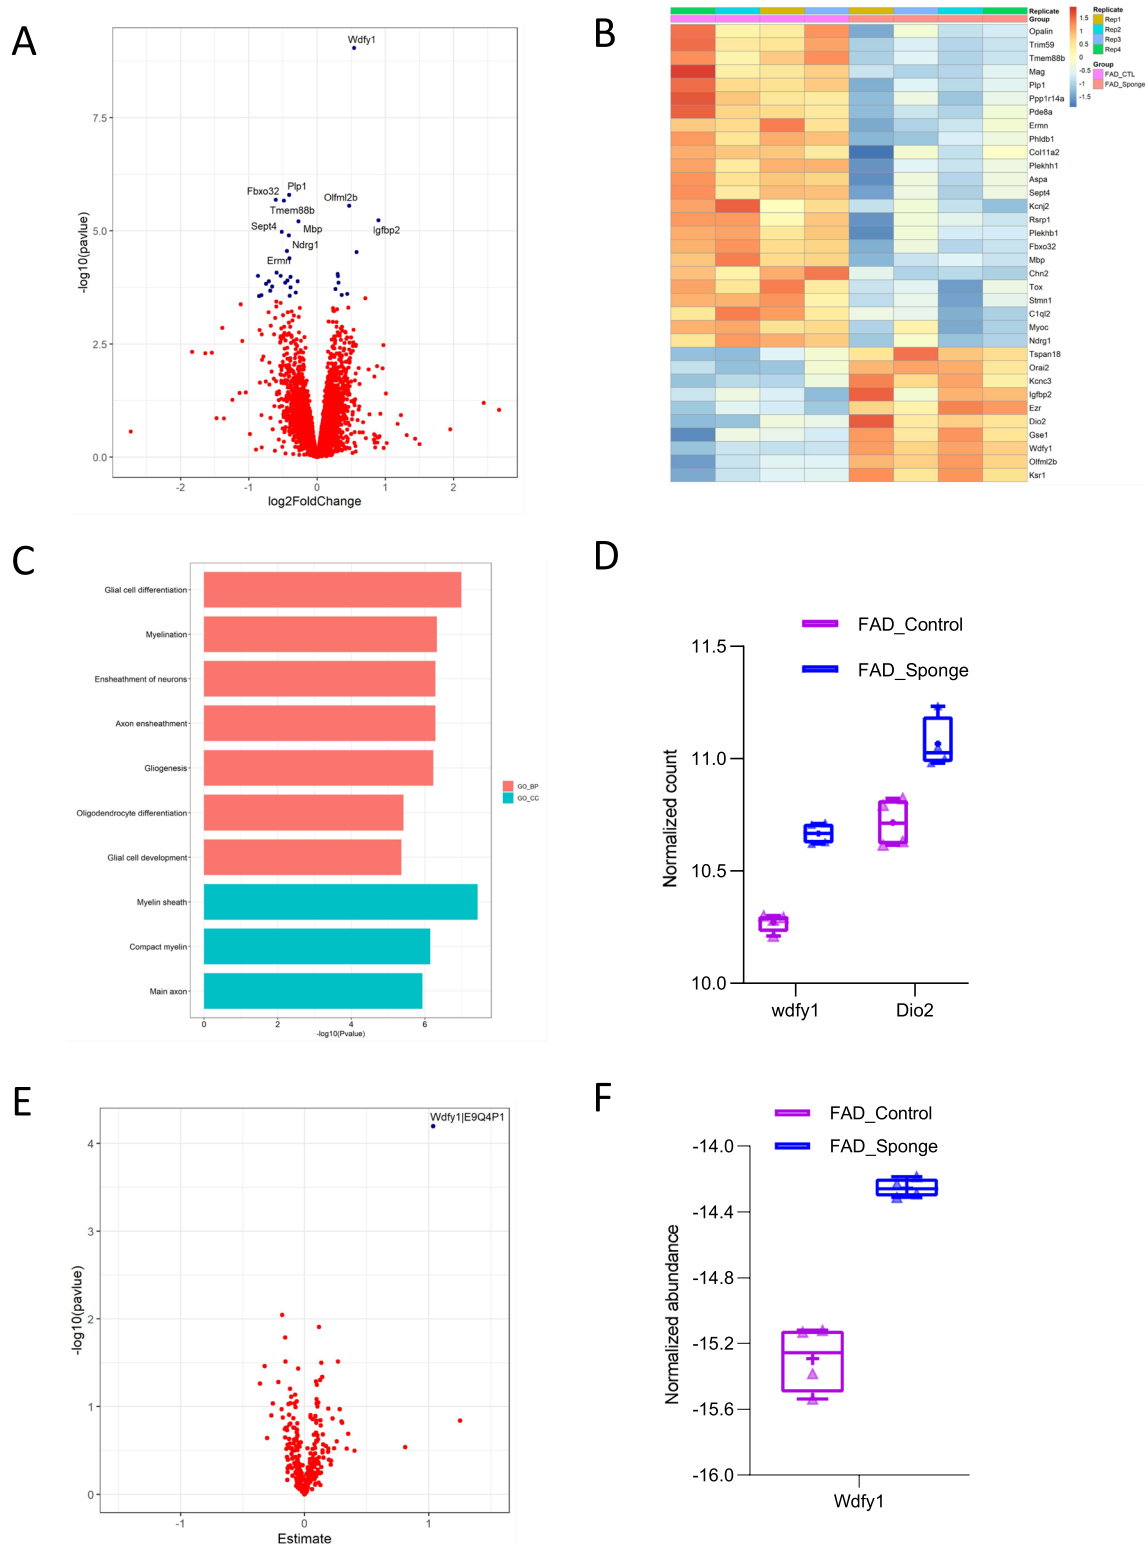 A
-log10(pavlue)
7.5
5.0
2.5
0.0
Wdfy1
Plp1
Fbxo32
Olfml2b
Tmem88b
Sept4
Mbp
Igfbp2
Ndrg1
Ermn
-2
-1
0
1
2
log2FoldChange
B
Replicate
Group
Opalin
Trim59
Tmem88b
Mag
Plp1
Ppp1r14a
Pde8a
Ermn
Phldb1
Col11a2
Plekhh1
Aspa
Sept4
Kcnj2
Rsrp1
Plekhb1
Fbxo32
Mbp
Chn2
Tox
Stmn1
C1ql2
Myoc
Ndrg1
Tspan18
Orai2
Kcnc3
Igfbp2
Ezr
Dio2
Gse1
Wdfy1
Olfml2b
Ksr1
1.5
1
0.5
0
-0.5
-1
-1.5
Replicate
Rep1
Rep2
Rep3
Rep4
Group
FAD_CTL
FAD_Sponge
C
Glial cell differentiation
Myelination
Ensheathment of neurons
Axon ensheathment
Gliogenesis
Oligodendrocyte differentiation
Glial cell development
Myelin sheath
Compact myelin
Main axon
0
2
4
6
-log10(Pvalue)
GO_BP
GO_CC
D
FAD_Control
FAD_Sponge
Normalized count
11.5
11.0
10.5
10.0
wdfy1
Dio2
E
-log10(pavlue)
4
3
2
1
0
Wdfy1|E9Q4P1
-1
0
1
Estimate
F
FAD_Control
FAD_Sponge
Normalized abundance
-14.0
-14.4
-14.8
-15.2
-15.6
-16.0
Wdfy1